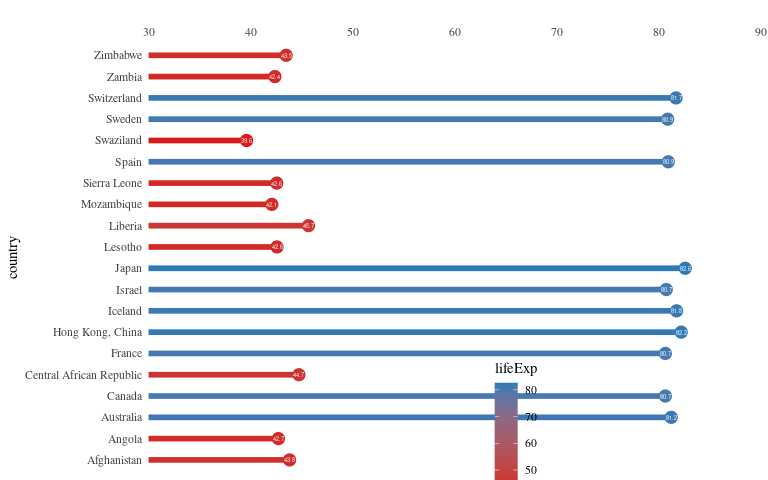 30 40 50 60 70 80 90
Zimbabwe 43.5
Zambia 42.4
Switzerland 81.7
Sweden 80.9
Swaziland 39.6
Spain 80.9
Sierra Leone 42.6
Mozambique 42.1
Liberia 45.7
Lesotho 42.6
Japan 82.6
Israel 80.7
Iceland 81.8
Hong Kong, China 82.2
France 80.7
Central African Republic 44.7
Canada 80.7
Australia 81.2
Angola 42.7
Afghanistan 43.8
country
lifeExp
80
70
60
50